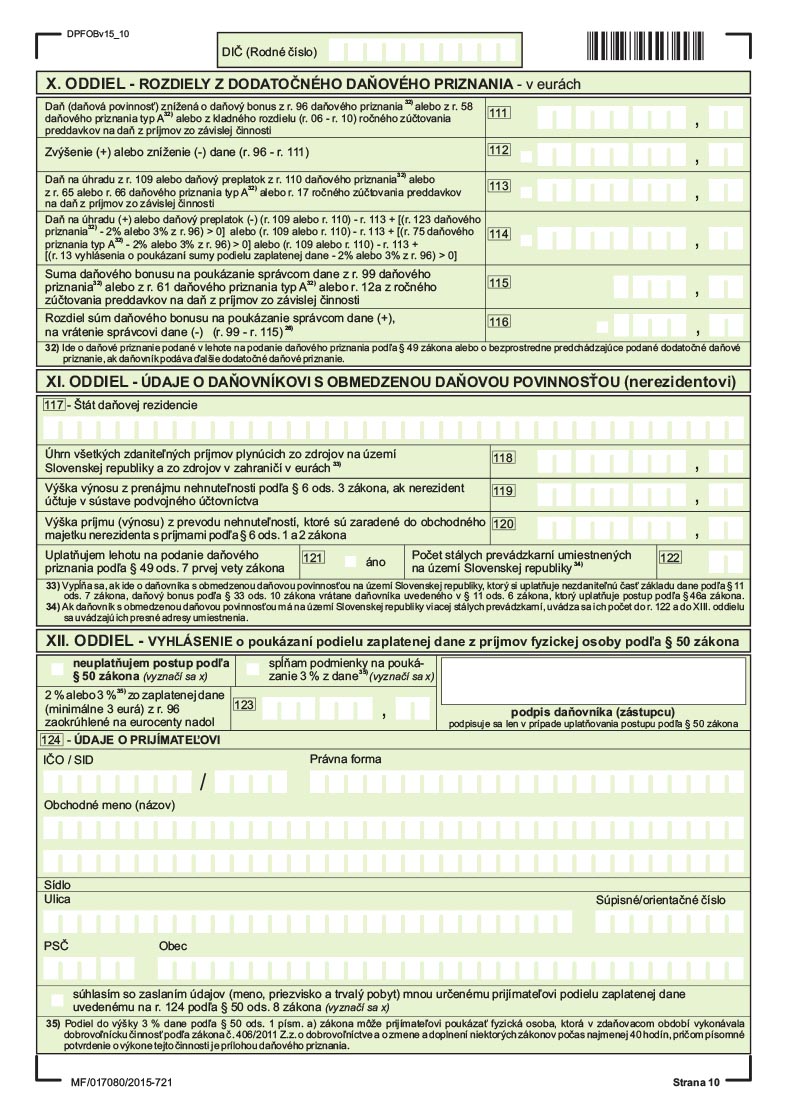 DPFOBv15_10
DIČ (Rodné číslo)
X. ODDIEL - ROZDIELY Z DODATOČNÉHO DAŇOVÉHO PRIZNANIA - v eurách
Daň (daňová povinnosť) znížená o daňový bonus z r. 96 daňového priznania 32) alebo z r. 58
daňového priznania typ A32) alebo z kladného rozdielu (r. 06 - r. 10) ročného zúčtovania
preddavkov na daň z príjmov zo závislej činnosti
111 ,
Zvýšenie (+) alebo zníženie (-) dane (r. 96 - r. 111)
112 ,
Daň na úhradu z r. 109 alebo daňový preplatok z r. 110 daňového priznania32) alebo
z r. 65 alebo r. 66 daňového priznania typ A32) alebo r. 17 ročného zúčtovania preddavkov
na daň z príjmov zo závislej činnosti
113 ,
Daň na úhradu (+) alebo daňový preplatok (-) (r. 109 alebo r. 110) - r. 113 + [(r. 123 daňového
priznania32) - 2% alebo 3% z r. 96) > 0] alebo (r. 109 alebo r. 110) - r. 113 + [(r. 75 daňového
priznania typ A32) - 2% alebo 3% z r. 96) > 0] alebo (r. 109 alebo r. 110) - r. 113 +
[(r. 13 vyhlásenia o poukázaní sumy podielu zaplatenej dane - 2% alebo 3% z r. 96) > 0]
114 ,
Suma daňového bonusu na poukázanie správcom dane z r. 99 daňového
priznania32) alebo z r. 61 daňového priznania typ A32) alebo r. 12a z ročného
zúčtovania preddavkov na daň z príjmov zo závislej činnosti
115 ,
Rozdiel súm daňového bonusu na poukázanie správcom dane (+),
na vrátenie správcovi dane (-) (r. 99 - r. 115) 26)
116 ,
32) Ide o daňové priznanie podané v lehote na podanie daňového priznania podľa § 49 zákona alebo o bezprostredne predchádzajúce podané dodatočné daňové
priznanie, ak daňovník podáva ďalšie dodatočné daňové priznanie.
XI. ODDIEL - ÚDAJE O DAŇOVNÍKOVI S OBMEDZENOU DAŇOVOU POVINNOSŤOU (nerezidentovi)
117 - Štát daňovej rezidencie
Úhrn všetkých zdaniteľných príjmov plynúcich zo zdrojov na území
Slovenskej republiky a zo zdrojov v zahraničí v eurách 33)
118 ,
Výška výnosu z prenájmu nehnuteľnosti podľa § 6 ods. 3 zákona, ak nerezident
účtuje v sústave podvojného účtovníctva
119 ,
Výška príjmu (výnosu) z prevodu nehnuteľností, ktoré sú zaradené do obchodného
majetku nerezidenta s príjmami podľa § 6 ods. 1 a 2 zákona
120 ,
Uplatňujem lehotu na podanie daňového
priznania podľa § 49 ods. 7 prvej vety zákona
121 áno
Počet stálych prevádzkarní umiestnených
na území Slovenskej republiky 34)
122
33) Vypĺňa sa, ak ide o daňovníka s obmedzenou daňovou povinnosťou na území Slovenskej republiky, ktorý si uplatňuje nezdaniteľnú časť základu dane podľa § 11
ods. 7 zákona, daňový bonus podľa § 33 ods. 10 zákona vrátane daňovníka uvedeného v § 11 ods. 6 zákona, ktorý uplatňuje postup podľa § 46a zákona.
34) Ak daňovník s obmedzenou daňovou povinnosťou má na území Slovenskej republiky viacej stálych prevádzkarní, uvádza sa ich počet do r. 122 a do XIII. oddielu
sa uvádzajú ich presné adresy umiestnenia.
XII. ODDIEL - VYHLÁSENIE o poukázaní podielu zaplatenej dane z príjmov fyzickej osoby podľa § 50 zákona
neuplatňujem postup podľa
§ 50 zákona (vyznačí sa x)
spĺňam podmienky na pouká-
zanie 3 % z dane35) (vyznačí sa x)
2 % alebo 3 %35) zo zaplatenej dane
(minimálne 3 eurá) z r. 96
zaokrúhlené na eurocenty nadol
123 ,
podpis daňovníka (zástupcu)
podpisuje sa len v prípade uplatňovania postupu podľa § 50 zákona
124 - ÚDAJE O PRIJÍMATEĽOVI
IČO / SID
Právna forma
/
Obchodné meno (názov)
Sídlo
Ulica
Súpisné/orientačné číslo
PSČ
Obec
súhlasím so zaslaním údajov (meno, priezvisko a trvalý pobyt) mnou určenému prijímateľovi podielu zaplatenej dane
uvedenému na r. 124 podľa § 50 ods. 8 zákona (vyznačí sa x)
35) Podiel do výšky 3 % dane podľa § 50 ods. 1 písm. a) zákona môže prijímateľovi poukázať fyzická osoba, ktorá v zdaňovacom období vykonávala
dobrovoľnícku činnosť podľa zákona č. 406/2011 Z.z. o dobrovoľníctve a o zmene a doplnení niektorých zákonov počas najmenej 40 hodín, pričom písomné
potvrdenie o výkone tejto činnosti je prílohou daňového priznania.
MF/017080/2015-721
Strana 10